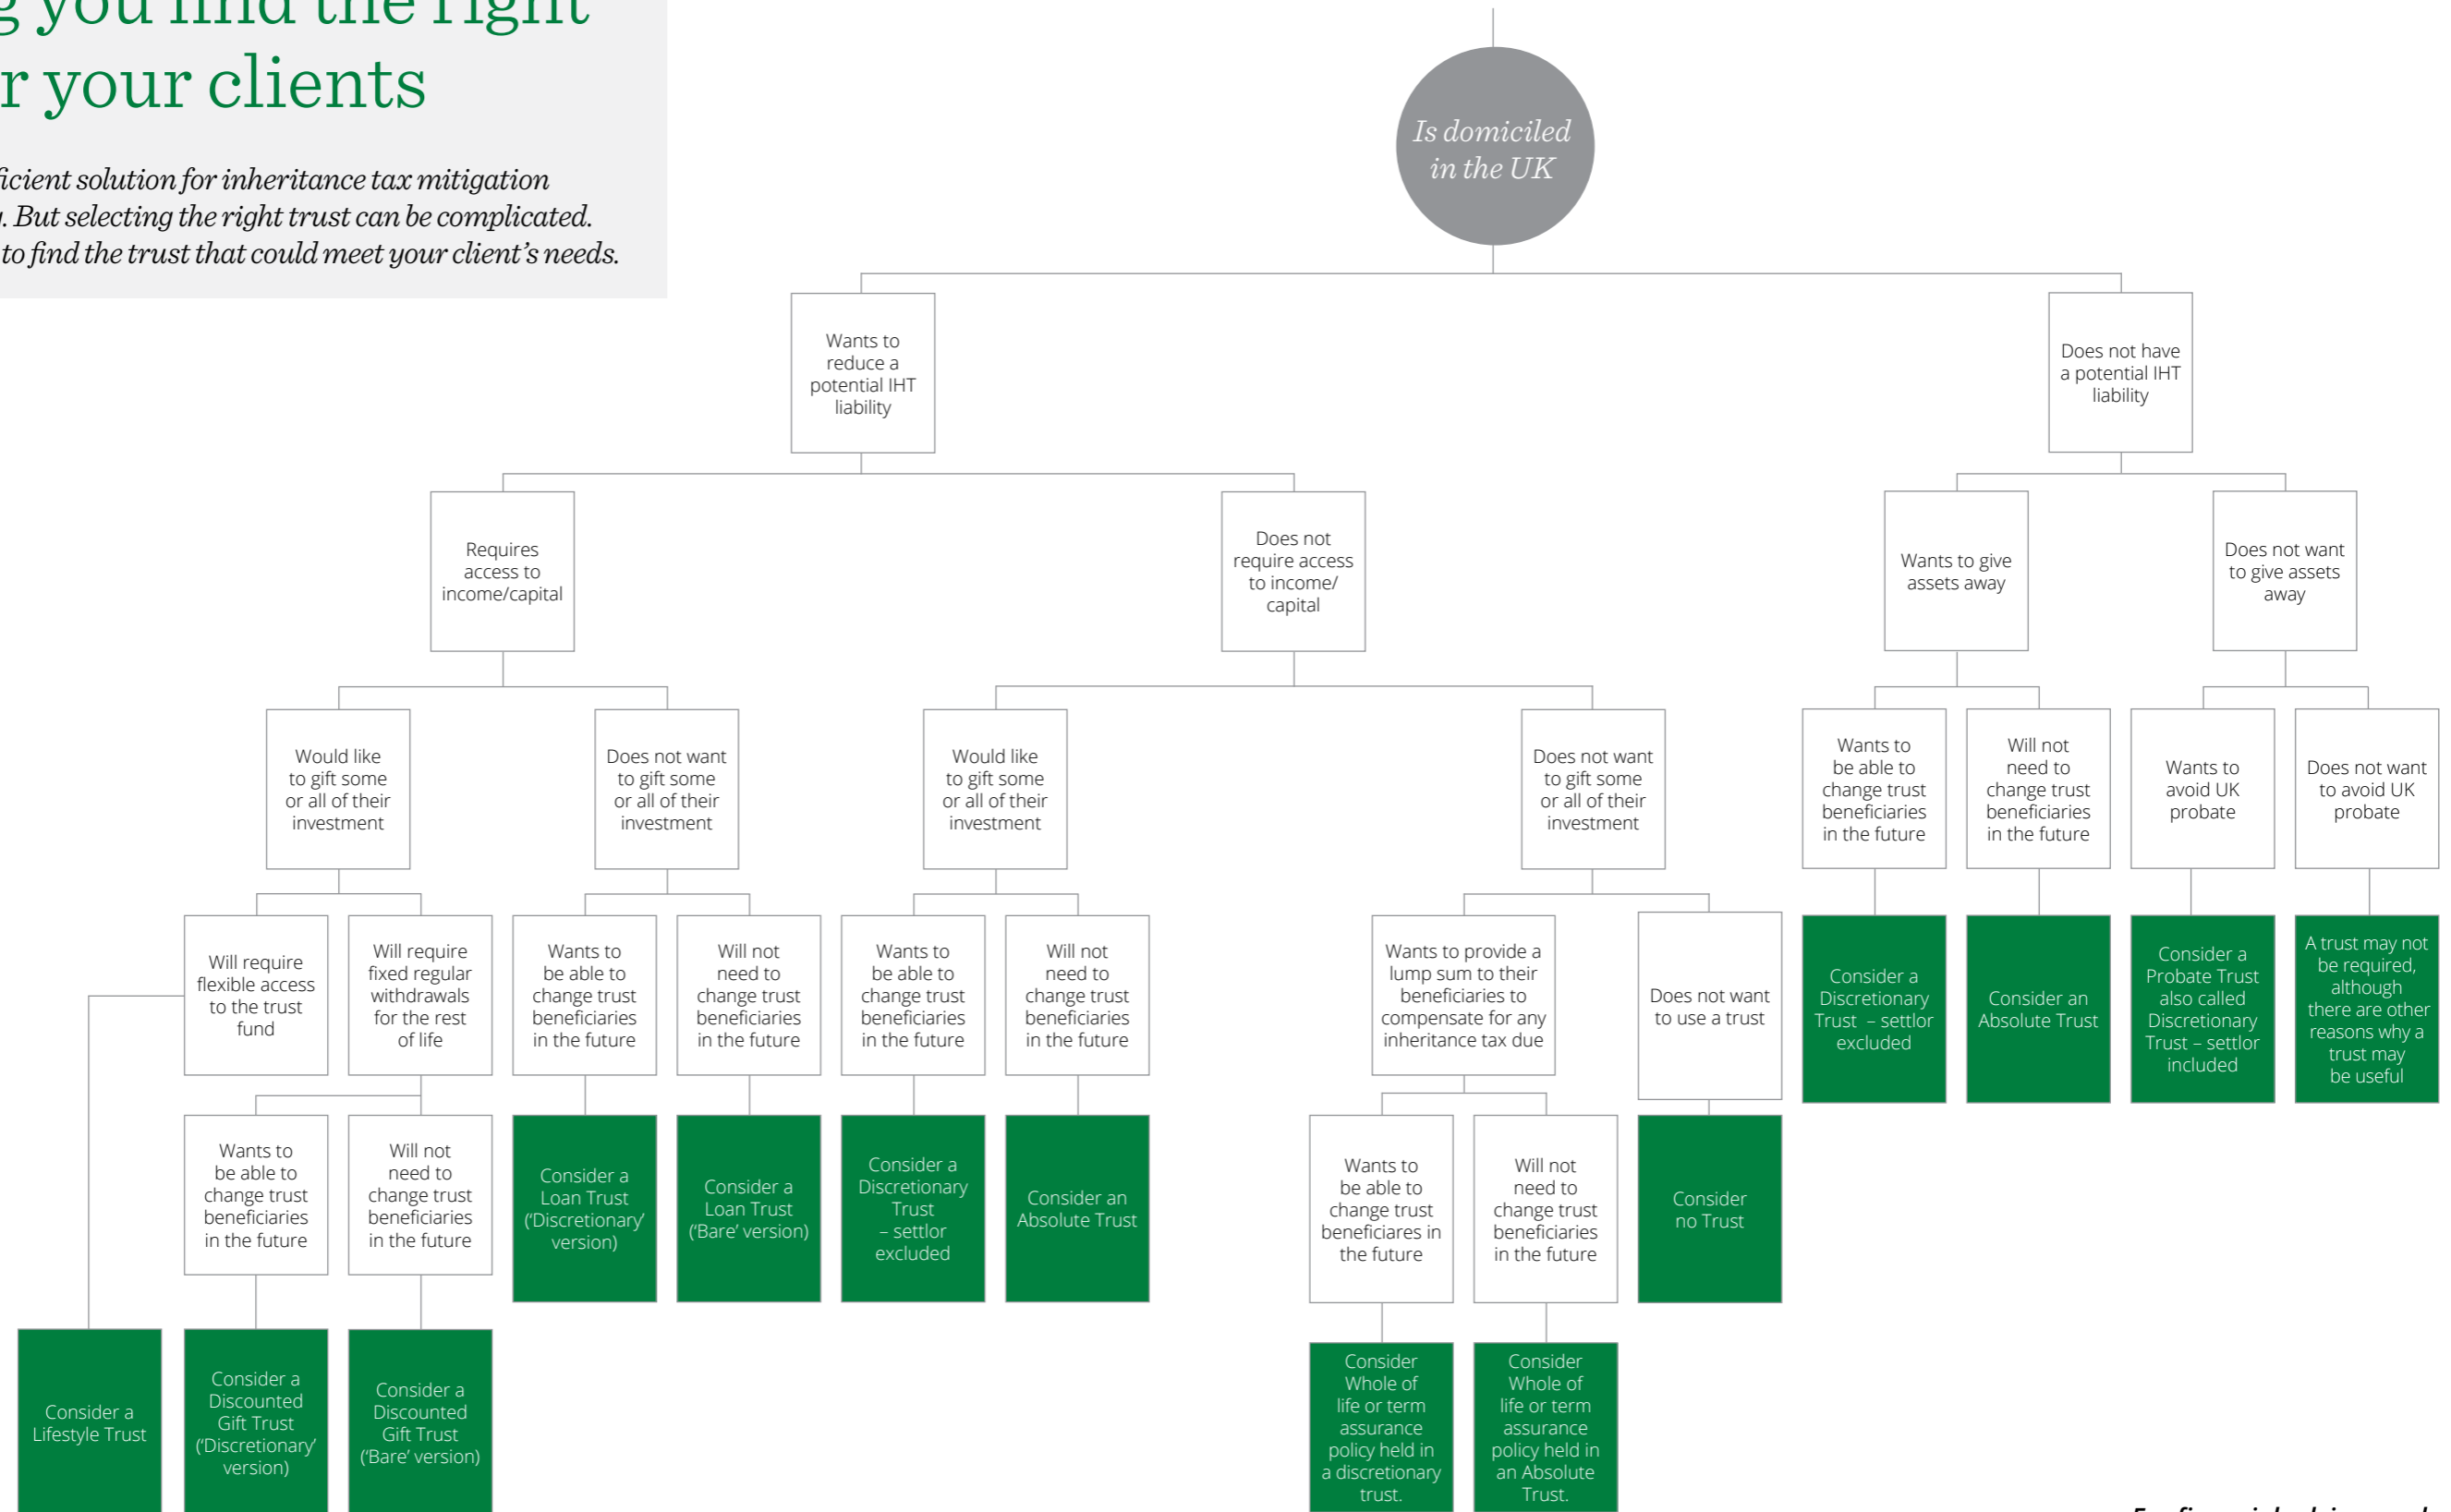 you find the right
your clients
solution for inheritance tax mitigation
But selecting the right trust can be complicated.
to find the trust that could meet your client's needs.
Is domiciled
in the UK
Wants to
reduce a
potential IHT
liability
Does not have
a potential IHT
liability
Requires
access to
income/capital
Does not
require access
to income/
capital
Wants to give
assets away
Does not want
to give assets
away
Would like
to gift some
or all of their
investment
Does not want
to gift some
or all of their
investment
Would like
to gift some
or all of their
investment
Does not want
to gift some
or all of their
investment
Wants to
be able to
change trust
beneficiaries
in the future
Will not
need to
change trust
beneficiaries
in the future
Wants to
avoid UK
probate
Does not want
to avoid UK
probate
Will require
flexible access
to the trust
fund
Will require
fixed regular
withdrawals
for the rest
of life
Wants to
be able to
change trust
beneficiaries
in the future
Will not
need to
change trust
beneficiaries
in the future
Wants to
be able to
change trust
beneficiaries
in the future
Will not
need to
change trust
beneficiaries
in the future
Wants to provide a
lump sum to their
beneficiaries to
compensate for any
inheritance tax due
Does not want
to use a trust
Consider a
Discretionary
Trust – settlor
excluded
Consider an
Absolute Trust
Consider a
Probate Trust
also called
Discretionary
Trust – settlor
included
A trust may not
be required,
although
there are other
reasons why a
trust may
be useful
Wants to
be able to
change trust
beneficiaries
in the future
Will not
need to
change trust
beneficiaries
in the future
Consider a
Loan Trust
('Discretionary'
version)
Consider a
Loan Trust
('Bare' version)
Consider a
Discretionary
Trust
– settlor
excluded
Consider an
Absolute Trust
Wants to
be able to
change trust
beneficiares in
the future
Will not
need to
change trust
beneficiaries
in the future
Consider
no Trust
Consider a
Lifestyle Trust
Consider a
Discounted
Gift Trust
('Discretionary'
version)
Consider a
Discounted
Gift Trust
('Bare' version)
Consider
Whole of
life or term
assurance
policy held in
a discretionary
trust.
Consider
Whole of
life or term
assurance
policy held in
an Absolute
Trust.